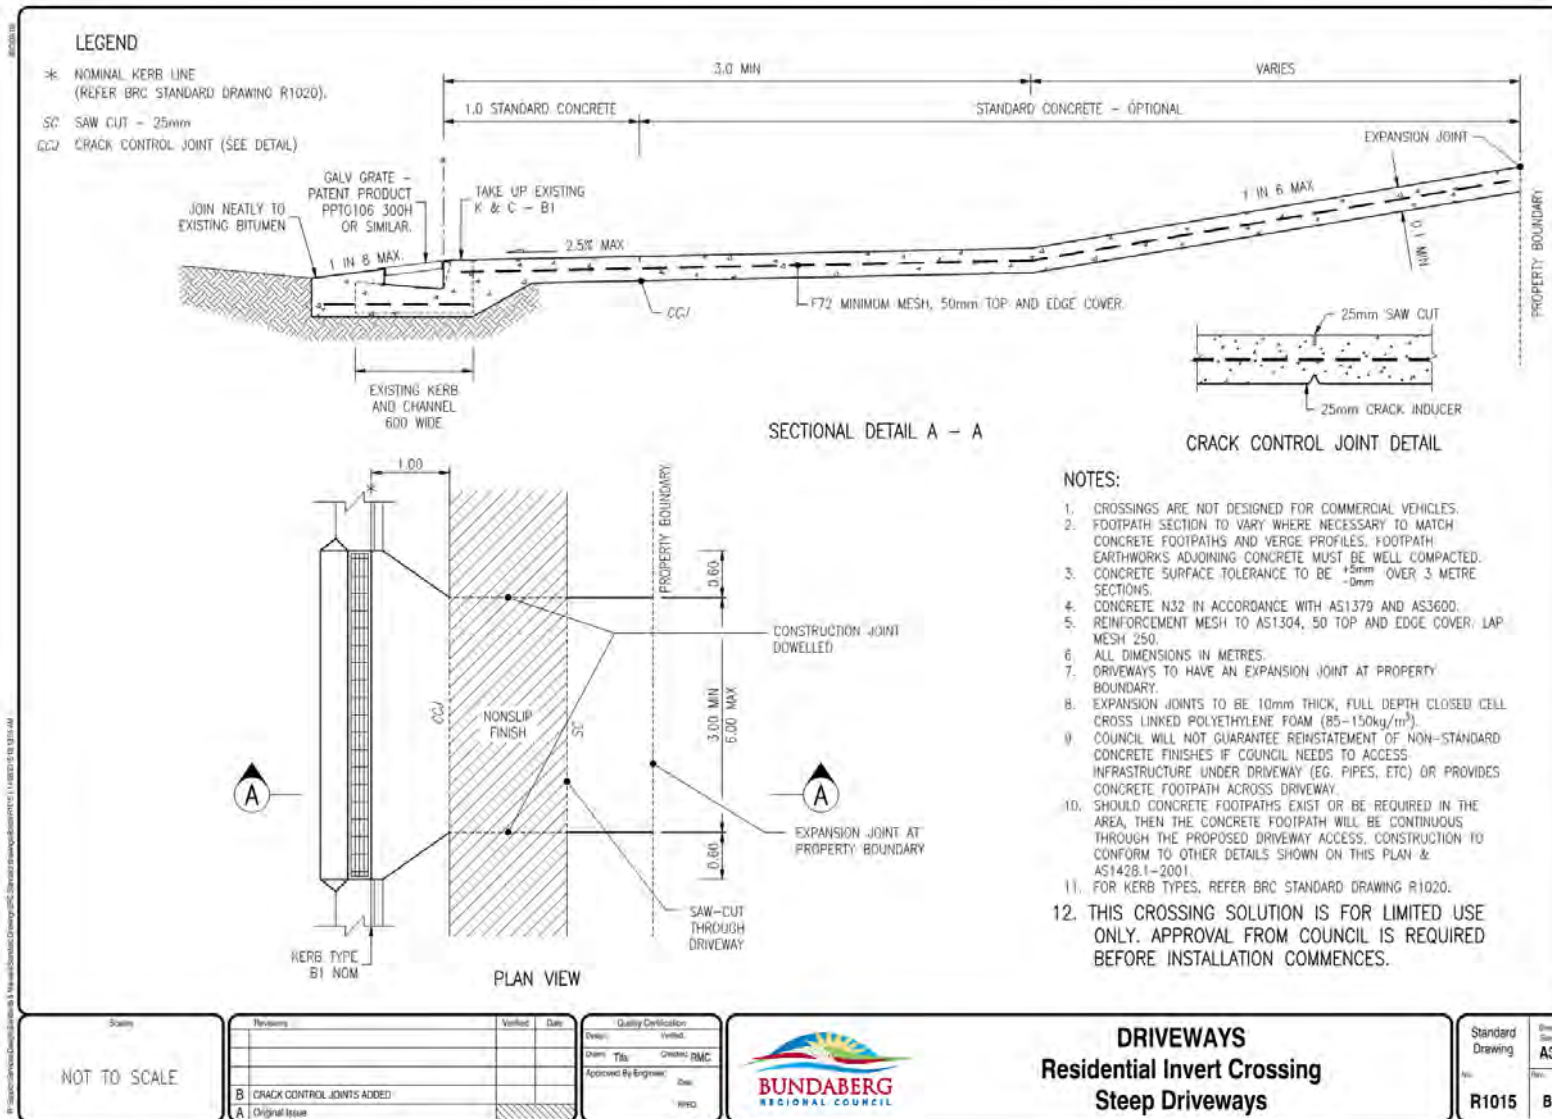 LEGEND
* NOMINAL KERB LINE
(REFER BRC STANDARD DRAWING R1020).
SC SAW CUT – 25mm
CCJ CRACK CONTROL JOINT (SEE DETAIL)
3.0 MIN
VARIES
1.0 STANDARD CONCRETE
STANDARD CONCRETE – OPTIONAL
EXPANSION JOINT
GALV GRATE –
PATENT PRODUCT
PPTG106 300H
OR SIMILAR.
TAKE UP EXISTING
K & C – B1
JOIN NEATLY TO
EXISTING BITUMEN
1 IN 8 MAX.
2.5% MAX
1 IN 6 MAX
0.1 MIN
PROPERTY BOUNDARY
CCJ
F72 MINIMUM MESH, 50mm TOP AND EDGE COVER.
EXISTING KERB
AND CHANNEL
600 WIDE
SECTIONAL DETAIL A – A
25mm SAW CUT
25mm CRACK INDUCER
CRACK CONTROL JOINT DETAIL
1.00
*
PROPERTY BOUNDARY
0.60
CONSTRUCTION JOINT
DOWELLED
CCJ
NONSLIP
FINISH
SC
3.00 MIN
6.00 MAX
A
A
EXPANSION JOINT AT
PROPERTY BOUNDARY
0.60
SAW-CUT
THROUGH
DRIVEWAY
KERB TYPE
B1 NOM
PLAN VIEW
NOTES:
1. CROSSINGS ARE NOT DESIGNED FOR COMMERCIAL VEHICLES.
2. FOOTPATH SECTION TO VARY WHERE NECESSARY TO MATCH
CONCRETE FOOTPATHS AND VERGE PROFILES. FOOTPATH
EARTHWORKS ADJOINING CONCRETE MUST BE WELL COMPACTED.
3. CONCRETE SURFACE TOLERANCE TO BE +5mm -0mm OVER 3 METRE
SECTIONS.
4. CONCRETE N32 IN ACCORDANCE WITH AS1379 AND AS3600.
5. REINFORCEMENT MESH TO AS1304, 50 TOP AND EDGE COVER. LAP
MESH 250.
6. ALL DIMENSIONS IN METRES.
7. DRIVEWAYS TO HAVE AN EXPANSION JOINT AT PROPERTY
BOUNDARY.
8. EXPANSION JOINTS TO BE 10mm THICK, FULL DEPTH CLOSED CELL
CROSS LINKED POLYETHYLENE FOAM (85–150kg/m³).
9 COUNCIL WILL NOT GUARANTEE REINSTATEMENT OF NON-STANDARD
CONCRETE FINISHES IF COUNCIL NEEDS TO ACCESS
INFRASTRUCTURE UNDER DRIVEWAY (EG. PIPES, ETC) OR PROVIDES
CONCRETE FOOTPATH ACROSS DRIVEWAY.
10. SHOULD CONCRETE FOOTPATHS EXIST OR BE REQUIRED IN THE
AREA, THEN THE CONCRETE FOOTPATH WILL BE CONTINUOUS
THROUGH THE PROPOSED DRIVEWAY ACCESS. CONSTRUCTION TO
CONFORM TO OTHER DETAILS SHOWN ON THIS PLAN &
AS1428.1–2001.
11. FOR KERB TYPES, REFER BRC STANDARD DRAWING R1020.
12. THIS CROSSING SOLUTION IS FOR LIMITED USE
ONLY. APPROVAL FROM COUNCIL IS REQUIRED
BEFORE INSTALLATION COMMENCES.
Scales
NOT TO SCALE
Revisions Verified Date
B CRACK CONTROL JOINTS ADDED
A Original Issue
Quality Certification
Design: Verified:
Drawn: Checked: RMC
Approved By Engineer:
Date:
RPEQ:
BUNDABERG
REGIONAL COUNCIL
DRIVEWAYS
Residential Invert Crossing
Steep Driveways
Standard
Drawing
No.
R1015
A3
Rev.
B